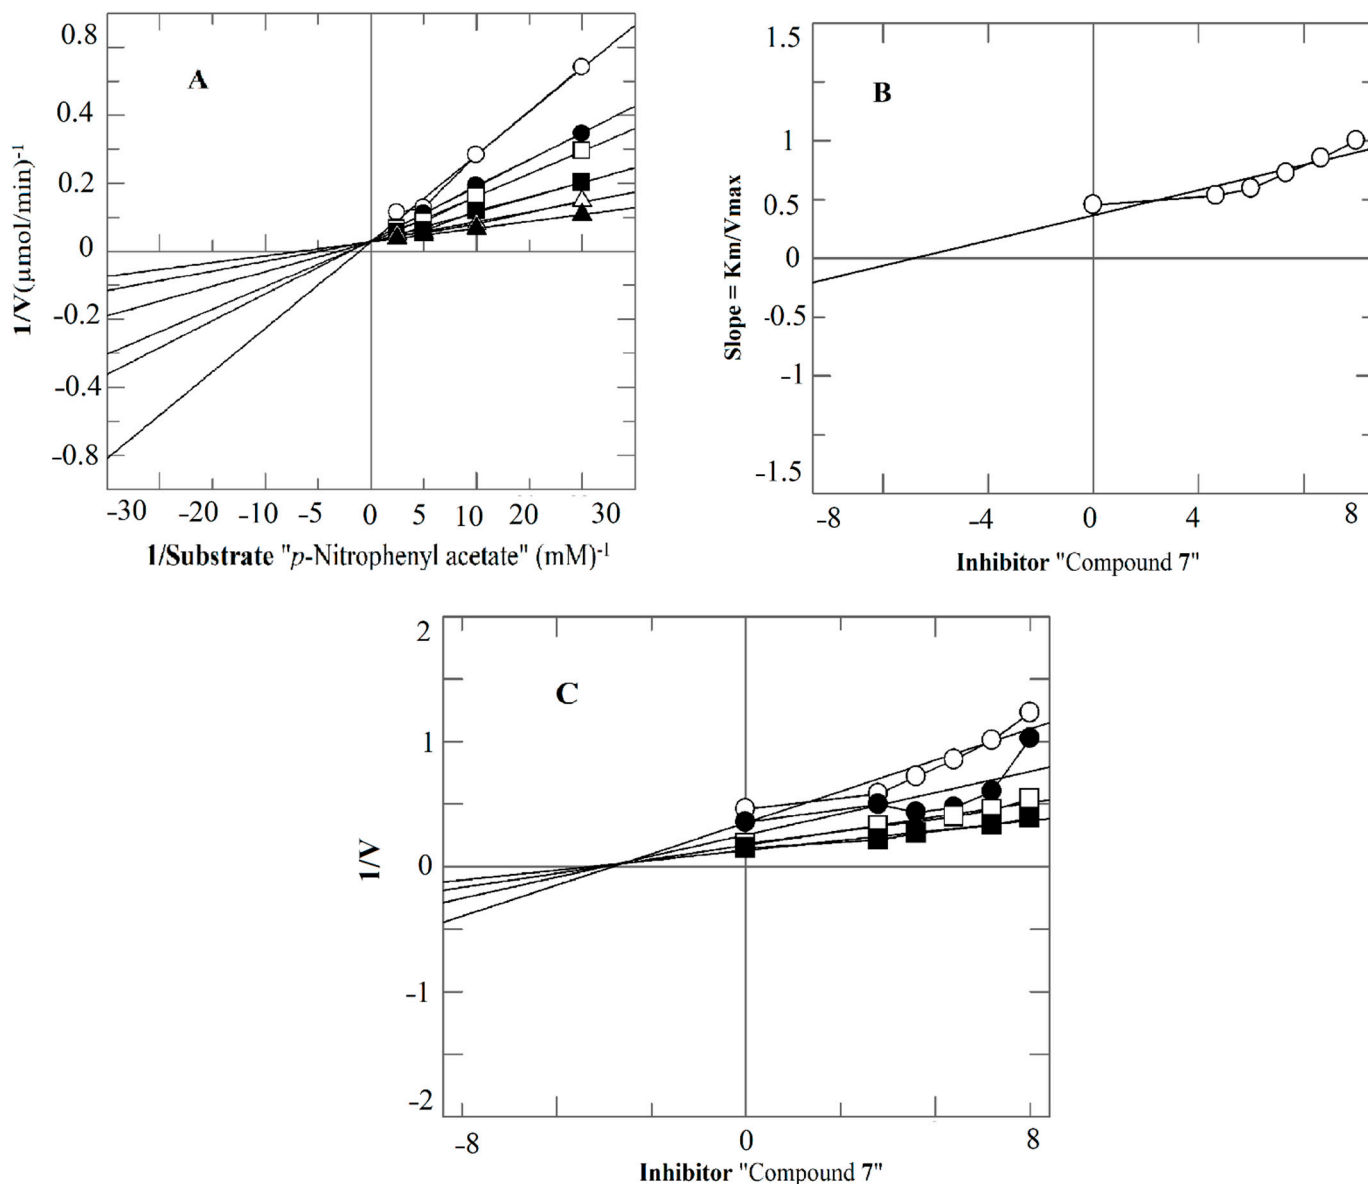 A
0.8
0.4
0.2
0
-0.2
-0.4
-0.8
1/V(µmol/min)⁻¹
-30 -20 -10 -5 0 5 10 20 30
1/Substrate "p-Nitrophenyl acetate" (mM)⁻¹
B
1.5
1
0.5
0
-0.5
-1
-1.5
Slope = Km/Vmax
-8 -4 0 4 8
Inhibitor "Compound 7"
C
2
1
0
-1
-2
1/V
-8 0 8
Inhibitor "Compound 7"